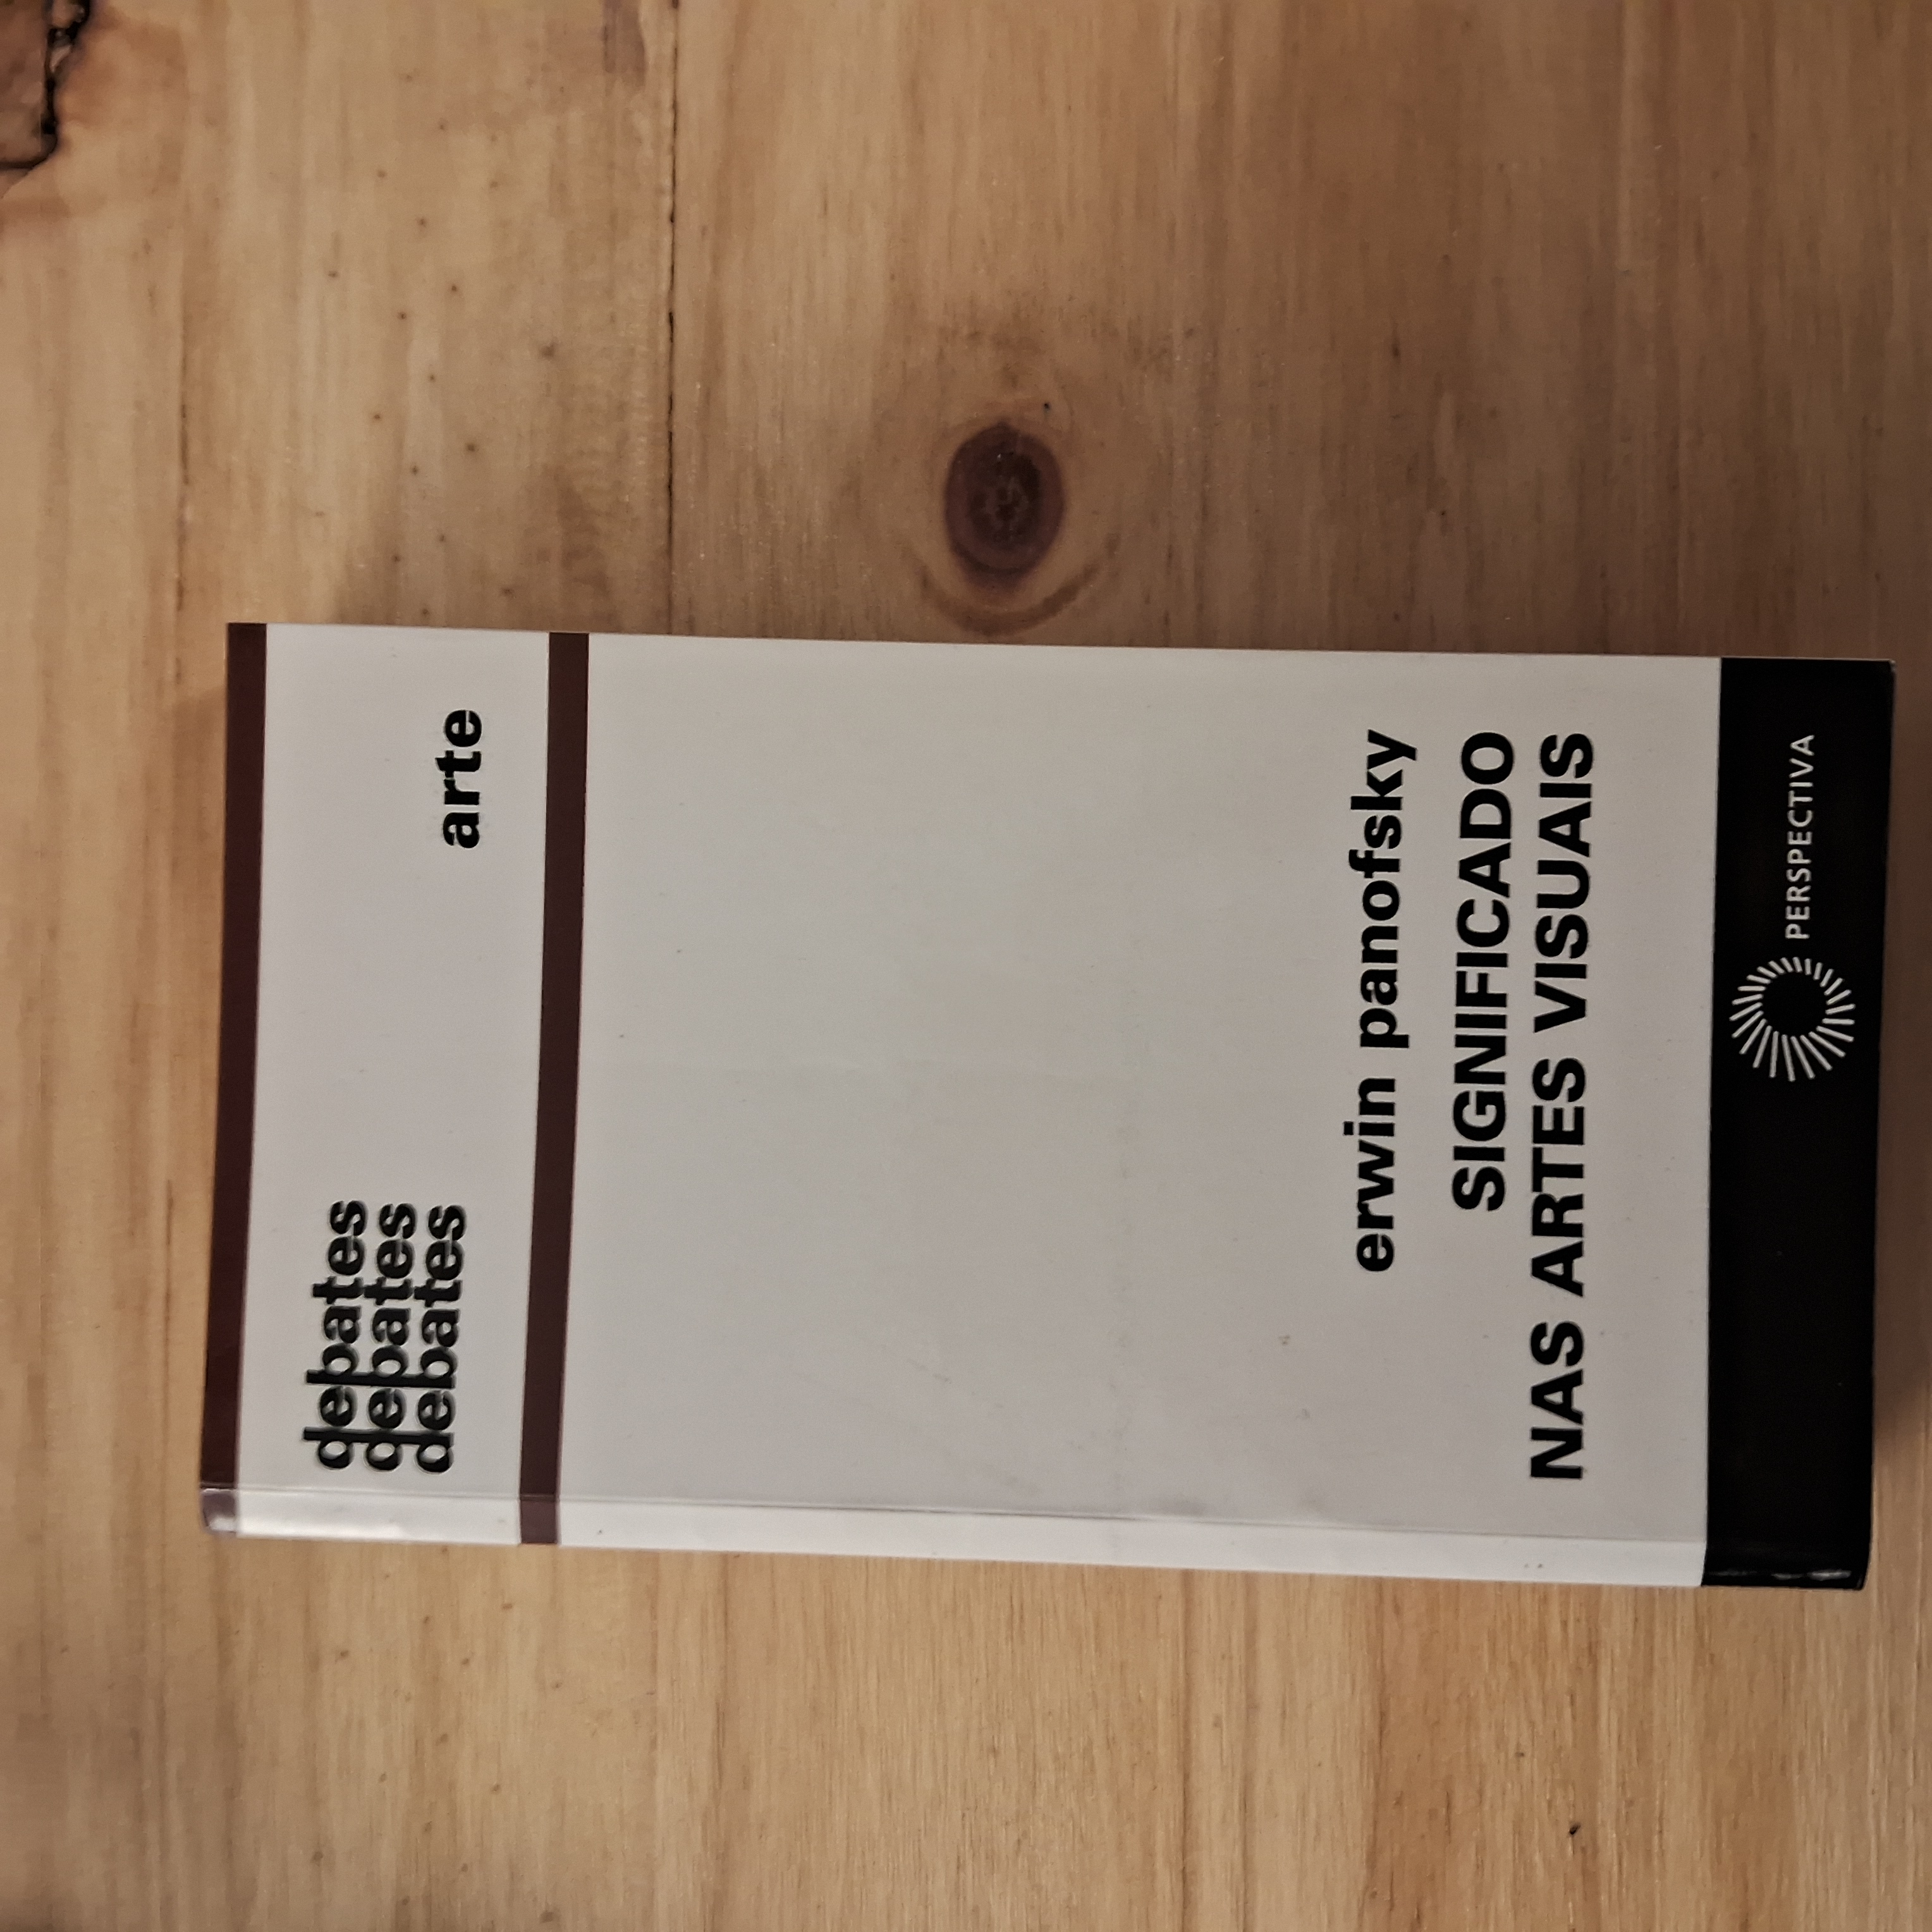 debates
debates
debates arte
erwin panofsky
SIGNIFICADO
NAS ARTES VISUAIS
PERSPECTIVA